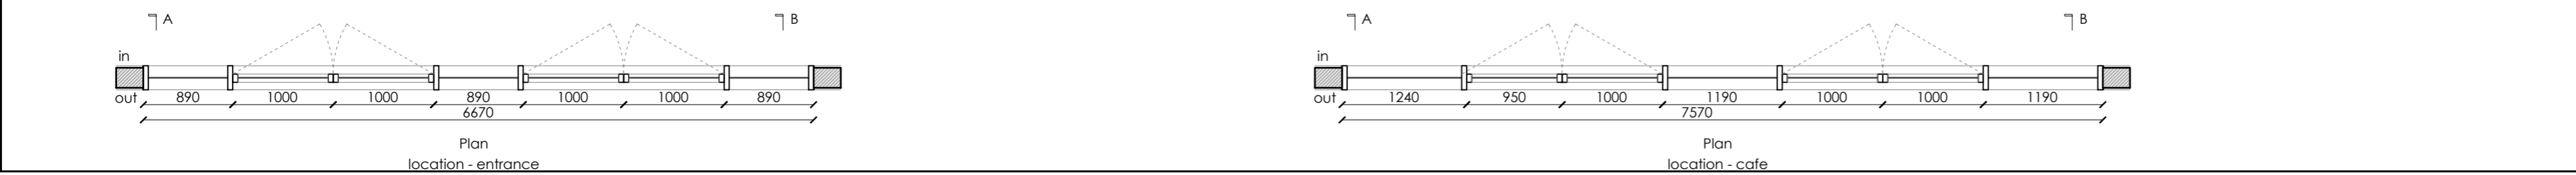 A B
in
out
890 1000 1000 890 1000 1000 890
6670
Plan
location - entrance
A B
in
out
1240 950 1000 1190 1000 1000 1190
7570
Plan
location - cafe